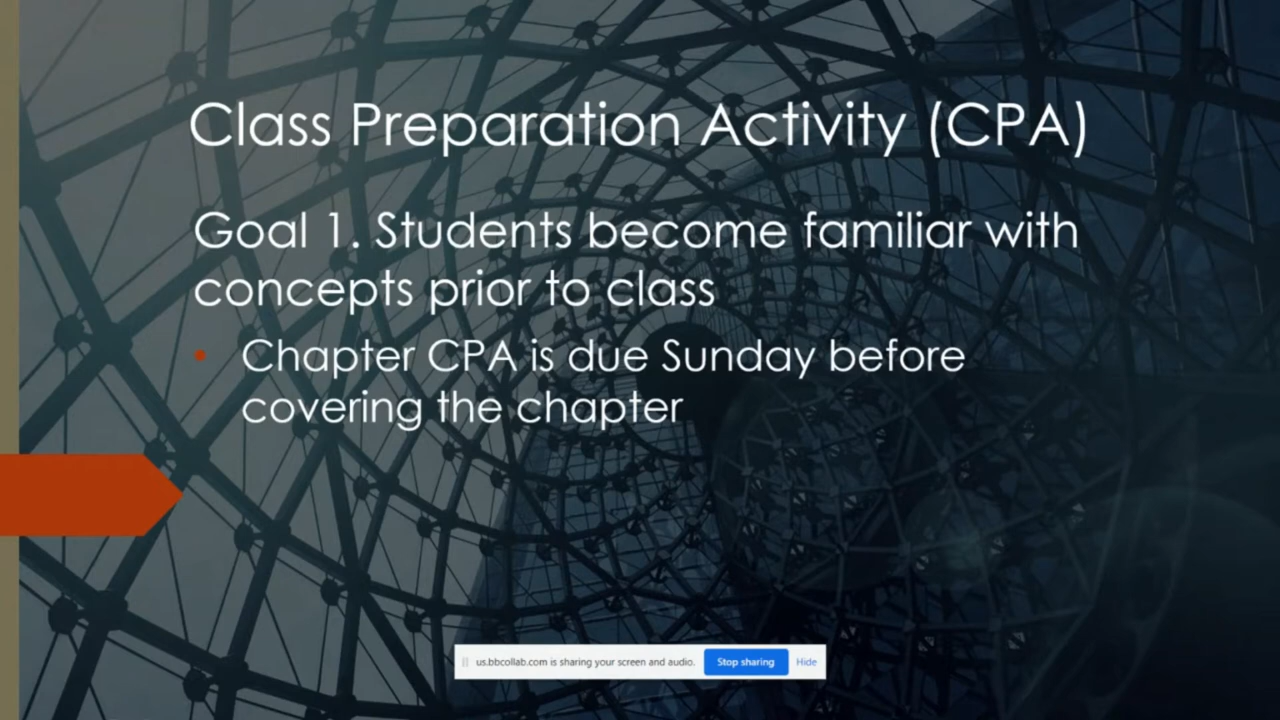 Class Preparation Activity (CPA)
Goal 1. Students become familiar with
concepts prior to class
• Chapter CPA is due Sunday before
covering the chapter
us.bbcollab.com is sharing your screen and audio. Stop sharing Hide